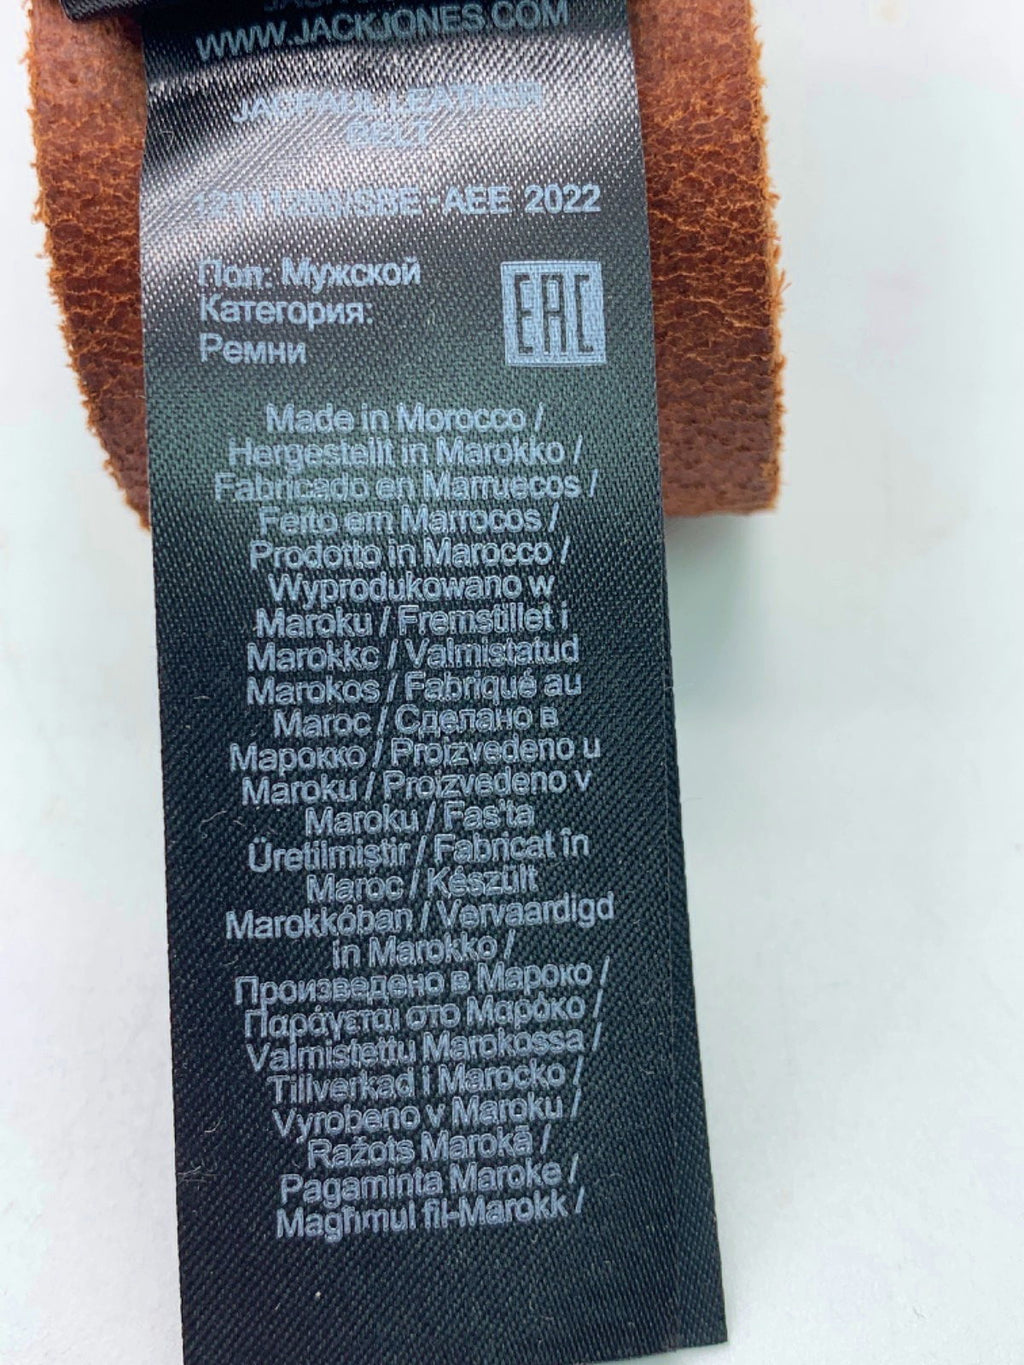 WWW.JACKJONES.COM
JACPAUL LEATHER
BELT
AEE 2022
Пол: Мужской
Категория:
Ремни
EAC
Made in Morocco /
Hergestellt in Marokko /
Fabricado en Marruecos /
Feito em Marrocos /
Prodotto in Marocco /
Wyprodukowano w
Maroku / Fremstillet i
Marokko / Valmistatud
Marokos / Fabriqué au
Maroc / Сделано в
Марокко / Proizvedeno u
Maroku / Proizvedeno v
Maroku / Fas'ta
Üretilmiştir / Fabricat în
Maroc / Készült
Marokkóban / Vervaardigd
in Marokko /
Произведено в Мароко /
Παράγεται στο Μαρόκο /
Valmistettu Marokossa /
Tillverkad i Marocko /
Vyrobeno v Maroku /
Ražots Marokā /
Pagaminta Maroke /
Magħmul fil-Marokk /